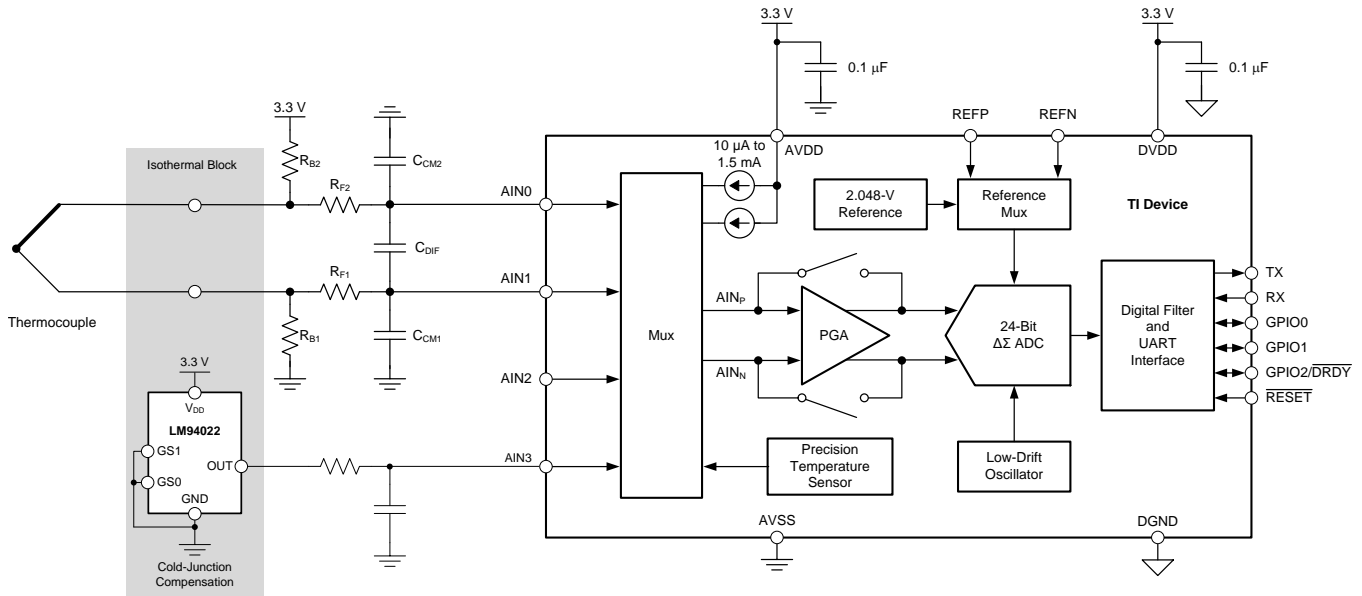 3.3 V
0.1 μF
3.3 V
0.1 μF
3.3 V
REFP
REFN
10 μA to
1.5 mA
AVDD
DVDD
Isothermal Block
RB2
CCM2
RF2
AIN0
2.048-V
Reference
Reference
Mux
TI Device
CDIF
RF1
AIN1
Thermocouple
RB1
CCM1
Mux
AINP
AINN
PGA
24-Bit
ΔΣ ADC
Digital Filter
and
UART
Interface
TX
RX
GPIO0
GPIO1
GPIO2/DRDY
RESET
3.3 V
VDD
LM94022
GS1
GS0
OUT
GND
AIN2
AIN3
Precision
Temperature
Sensor
Low-Drift
Oscillator
AVSS
DGND
Cold-Junction
Compensation